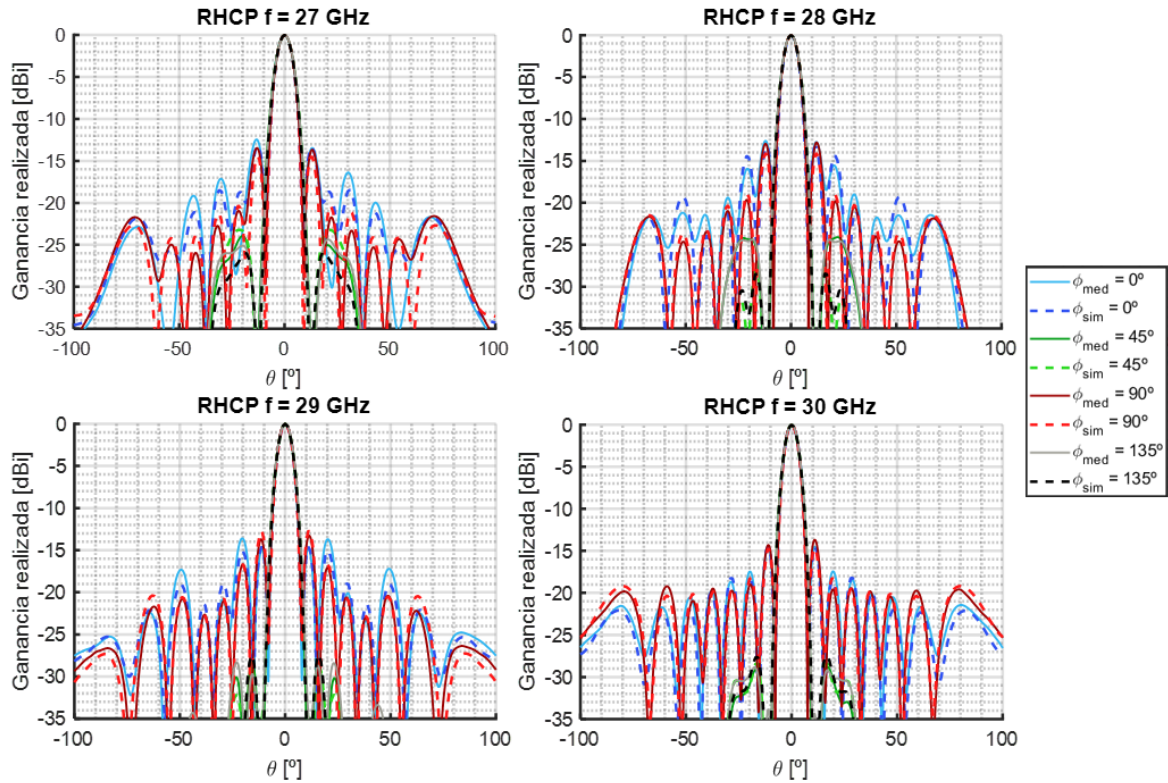 RHCP f = 27 GHz
Ganancia realizada [dBi]
0
-5
-10
-15
-20
-25
-30
-35
-100
-50
0
50
100
θ [º]
RHCP f = 28 GHz
Ganancia realizada [dBi]
0
-5
-10
-15
-20
-25
-30
-35
-100
-50
0
50
100
θ [º]
ϕmed = 0º
ϕsim = 0º
ϕmed = 45º
ϕsim = 45º
ϕmed = 90º
ϕsim = 90º
ϕmed = 135º
ϕsim = 135º
RHCP f = 29 GHz
Ganancia realizada [dBi]
0
-5
-10
-15
-20
-25
-30
-35
-100
-50
0
50
100
θ [º]
RHCP f = 30 GHz
Ganancia realizada [dBi]
0
-5
-10
-15
-20
-25
-30
-35
-100
-50
0
50
100
θ [º]